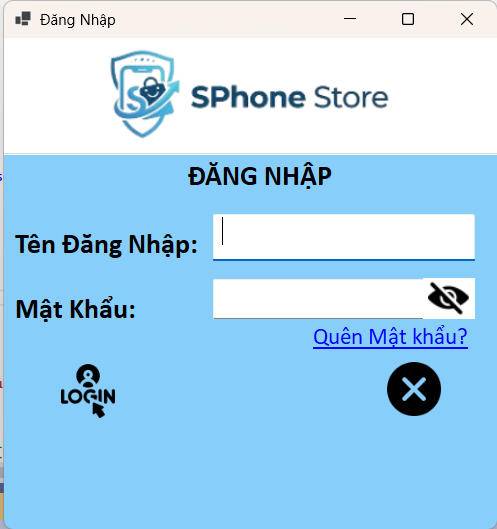 Đăng Nhập
SPhone Store
ĐĂNG NHẬP
Tên Đăng Nhập:
Mật Khẩu:
Quên Mật khẩu?
LOGIN